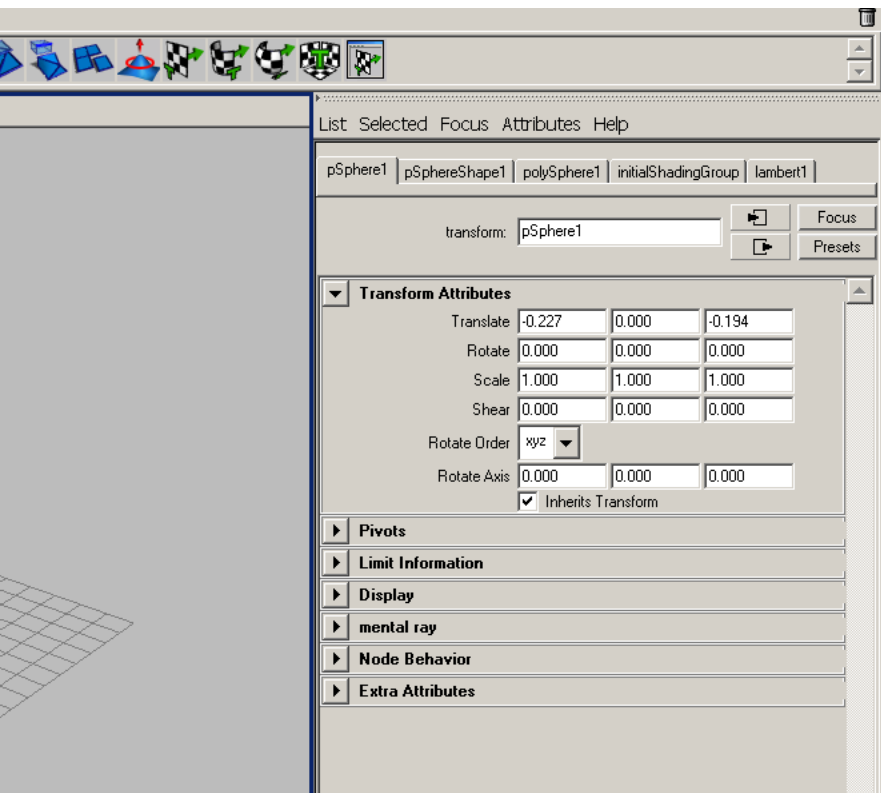 List Selected Focus Attributes Help
pSphere1 pSphereShape1 polySphere1 initialShadingGroup lambert1
transform: pSphere1
Focus
Presets
Transform Attributes
Translate -0.227 0.000 -0.194
Rotate 0.000 0.000 0.000
Scale 1.000 1.000 1.000
Shear 0.000 0.000 0.000
Rotate Order xyz
Rotate Axis 0.000 0.000 0.000
Inherits Transform
Pivots
Limit Information
Display
mental ray
Node Behavior
Extra Attributes